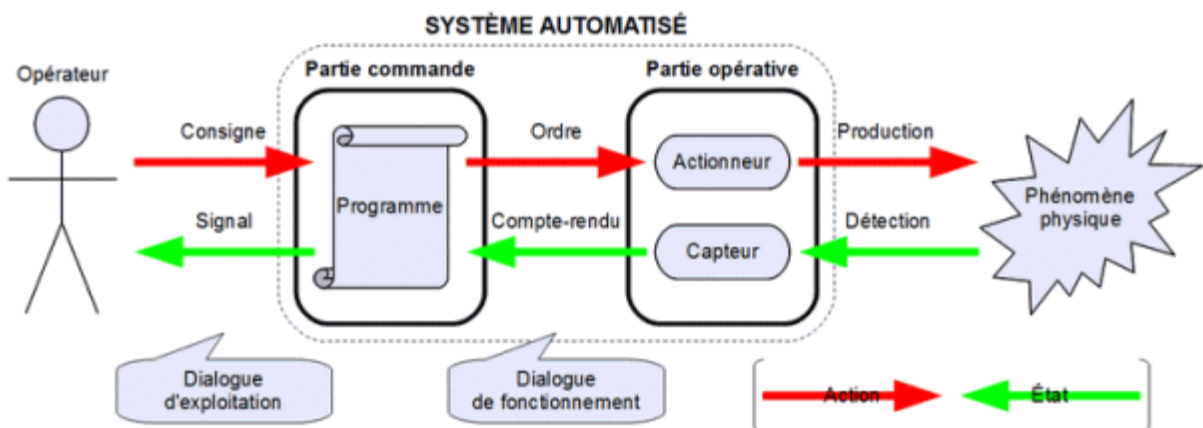 SYSTÈME AUTOMATISÉ
Opérateur
Partie commande
Partie opérative
Consigne
Ordre
Production
Actionneur
Programme
Phénomène
physique
Signal
Compte-rendu
Détection
Capteur
Dialogue
d'exploitation
Dialogue
de fonctionnement
Action
État